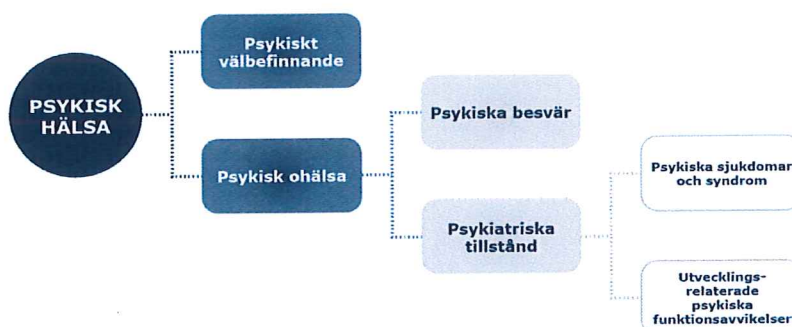 PSYKISK
HÄLSA
Psykiskt
välbefinnande
Psykisk ohälsa
Psykiska besvär
Psykiatriska
tillstånd
Psykiska sjukdomar
och syndrom
Utvecklings-
relaterade
psykiska
funktionsavvikelser